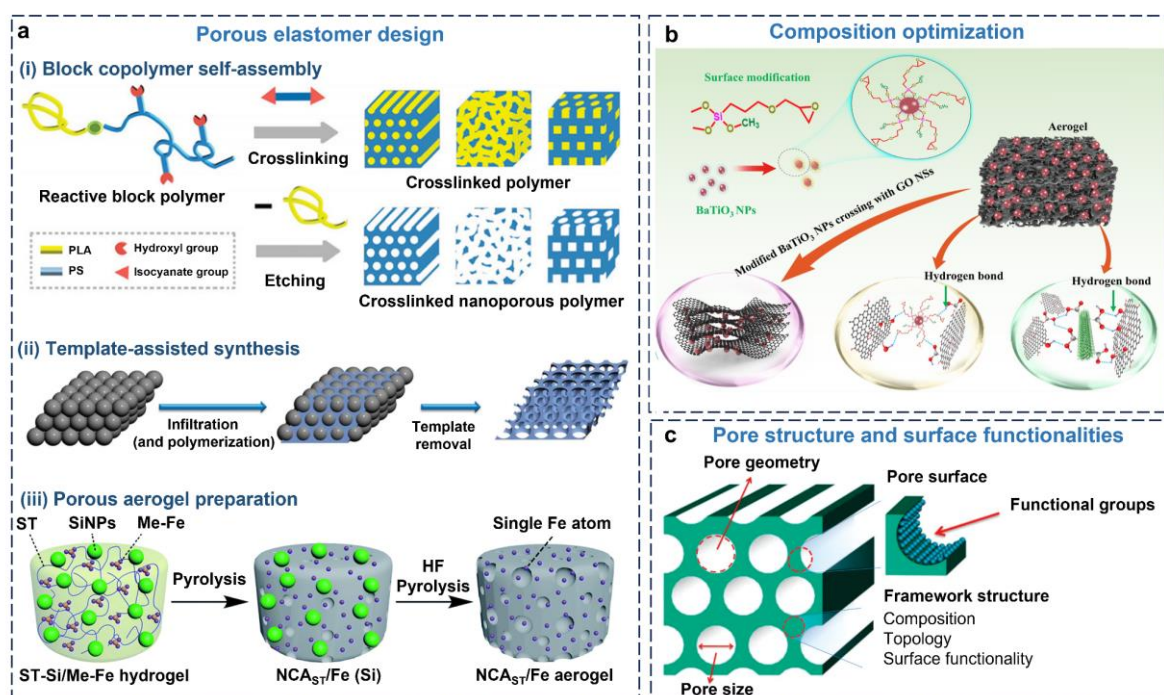 a
Porous elastomer design
(i) Block copolymer self-assembly
Crosslinking
Reactive block polymer
Crosslinked polymer
PLA
Hydroxyl group
PS
Isocyanate group
Etching
Crosslinked nanoporous polymer
(ii) Template-assisted synthesis
Infiltration
(and polymerization)
Template
removal
(iii) Porous aerogel preparation
ST
SiNPs
Me-Fe
Single Fe atom
Pyrolysis
HF
Pyrolysis
ST-Si/Me-Fe hydrogel
NCAST/Fe (Si)
NCAST/Fe aerogel
b
Composition optimization
Surface modification
O
Si
O
O
O
CH3
O
BaTiO3 NPs
Aerogel
Modified BaTiO3 NPs crossing with GO NSs
Hydrogen bond
Hydrogen bond
c
Pore structure and surface functionalities
Pore geometry
Pore surface
Functional groups
Framework structure
Composition
Topology
Surface functionality
Pore size